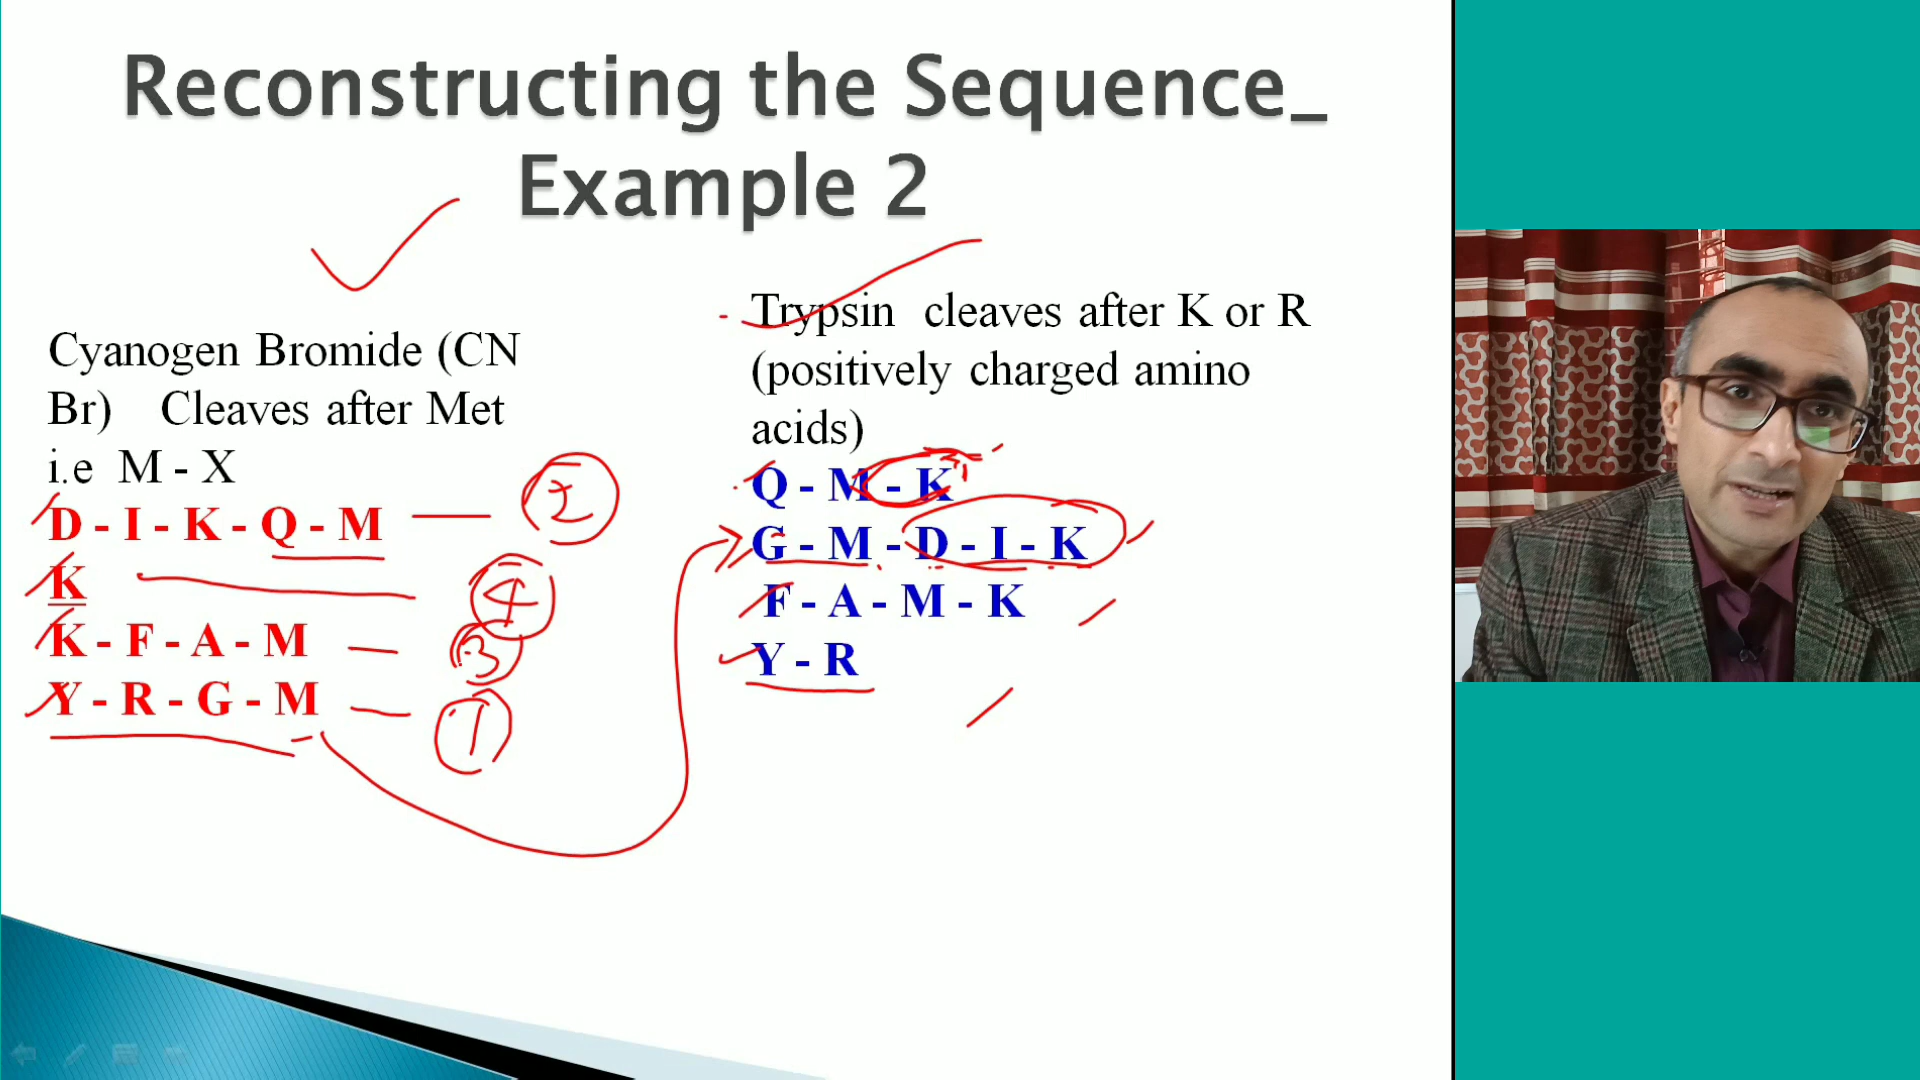 Reconstructing the Sequence_
Example 2
Cyanogen Bromide (CN
Br) Cleaves after Met
i.e M - X
D - I - K - Q - M 2
K 4
K - F - A - M 3
Y - R - G - M 1
- Trypsin cleaves after K or R
(positively charged amino
acids)
Q - M - K
G - M - D - I - K
F - A - M - K
Y - R